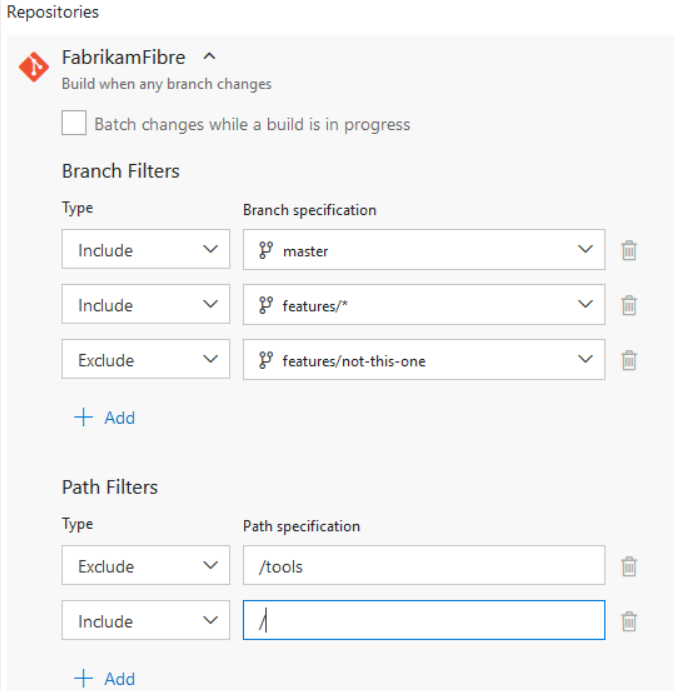 Repositories
FabrikamFibre
Build when any branch changes
Batch changes while a build is in progress
Branch Filters
Type Branch specification
Include master
Include features/*
Exclude features/not-this-one
+ Add
Path Filters
Type Path specification
Exclude /tools
Include /
+ Add